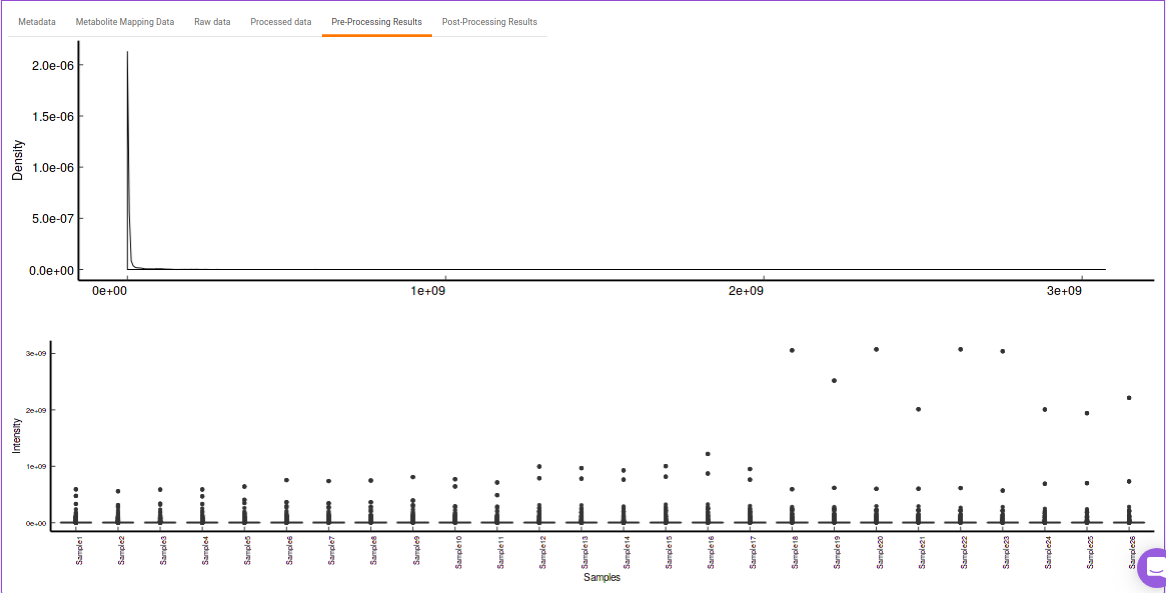 Metadata Metabolite Mapping Data Raw data Processed data Pre-Processing Results Post-Processing Results
2.0e-06
1.5e-06
1.0e-06
5.0e-07
0.0e+00
Density
0e+00 1e+09 2e+09 3e+09
3e+09
2e+09
1e+09
0e+00
Intensity
Sample1 Sample2 Sample3 Sample4 Sample5 Sample6 Sample7 Sample8 Sample9 Sample10 Sample11 Sample12 Sample13 Sample14 Sample15 Sample16 Sample17 Sample18 Sample19 Sample20 Sample21 Sample22 Sample23 Sample24 Sample25 Sample26
Samples